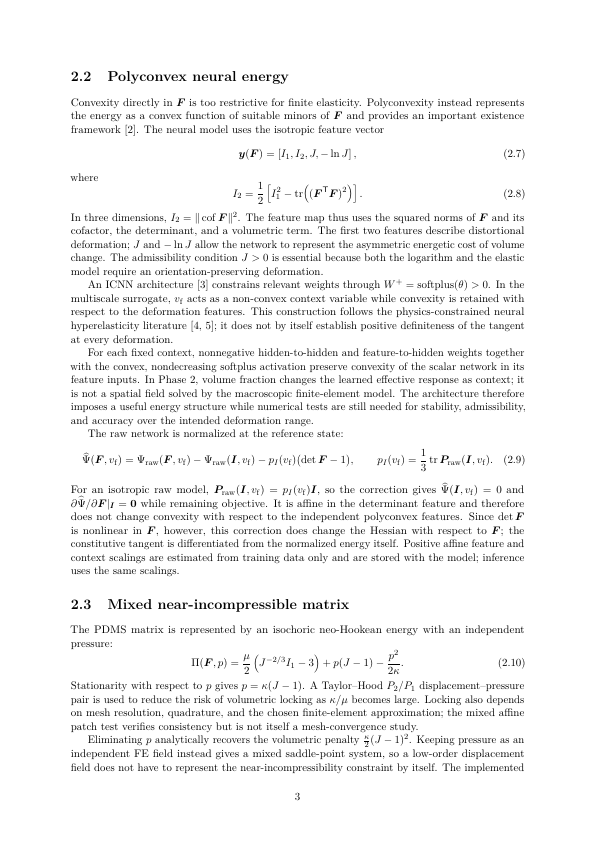 2.2 Polyconvex neural energy
Convexity directly in F is too restrictive for finite elasticity. Polyconvexity instead represents
the energy as a convex function of suitable minors of F and provides an important existence
framework [2]. The neural model uses the isotropic feature vector
y(F) = [I₁, I₂, J, − ln J] , (2.7)
where
I₂ = 1/2 [I₁² − tr((FᵀF)²)] . (2.8)
In three dimensions, I₂ = ‖ cof F‖². The feature map thus uses the squared norms of F and its
cofactor, the determinant, and a volumetric term. The first two features describe distortional
deformation; J and − ln J allow the network to represent the asymmetric energetic cost of volume
change. The admissibility condition J > 0 is essential because both the logarithm and the elastic
model require an orientation-preserving deformation.
An ICNN architecture [3] constrains relevant weights through W⁺ = softplus(θ) > 0. In the
multiscale surrogate, v_f acts as a non-convex context variable while convexity is retained with
respect to the deformation features. This construction follows the physics-constrained neural
hyperelasticity literature [4, 5]; it does not by itself establish positive definiteness of the tangent
at every deformation.
For each fixed context, nonnegative hidden-to-hidden and feature-to-hidden weights together
with the convex, nondecreasing softplus activation preserve convexity of the scalar network in its
feature inputs. In Phase 2, volume fraction changes the learned effective response as context; it
is not a spatial field solved by the macroscopic finite-element model. The architecture therefore
imposes a useful energy structure while numerical tests are still needed for stability, admissibility,
and accuracy over the intended deformation range.
The raw network is normalized at the reference state:
Ψ̂(F, v_f) = Ψ_raw(F, v_f) − Ψ_raw(I, v_f) − p_I(v_f)(det F − 1), p_I(v_f) = 1/3 tr P_raw(I, v_f). (2.9)
For an isotropic raw model, P_raw(I, v_f) = p_I(v_f)I, so the correction gives Ψ̂(I, v_f) = 0 and
∂Ψ̂/∂F|_I = 0 while remaining objective. It is affine in the determinant feature and therefore
does not change convexity with respect to the independent polyconvex features. Since det F
is nonlinear in F, however, this correction does change the Hessian with respect to F; the
constitutive tangent is differentiated from the normalized energy itself. Positive affine feature and
context scalings are estimated from training data only and are stored with the model; inference
uses the same scalings.
2.3 Mixed near-incompressible matrix
The PDMS matrix is represented by an isochoric neo-Hookean energy with an independent
pressure:
Π(F, p) = μ/2 (J^{−2/3}I₁ − 3) + p(J − 1) − p²/2κ. (2.10)
Stationarity with respect to p gives p = κ(J − 1). A Taylor–Hood P₂/P₁ displacement–pressure
pair is used to reduce the risk of volumetric locking as κ/μ becomes large. Locking also depends
on mesh resolution, quadrature, and the chosen finite-element approximation; the mixed affine
patch test verifies consistency but is not itself a mesh-convergence study.
Eliminating p analytically recovers the volumetric penalty κ/2(J − 1)². Keeping pressure as an
independent FE field instead gives a mixed saddle-point system, so a low-order displacement
field does not have to represent the near-incompressibility constraint by itself. The implemented
3